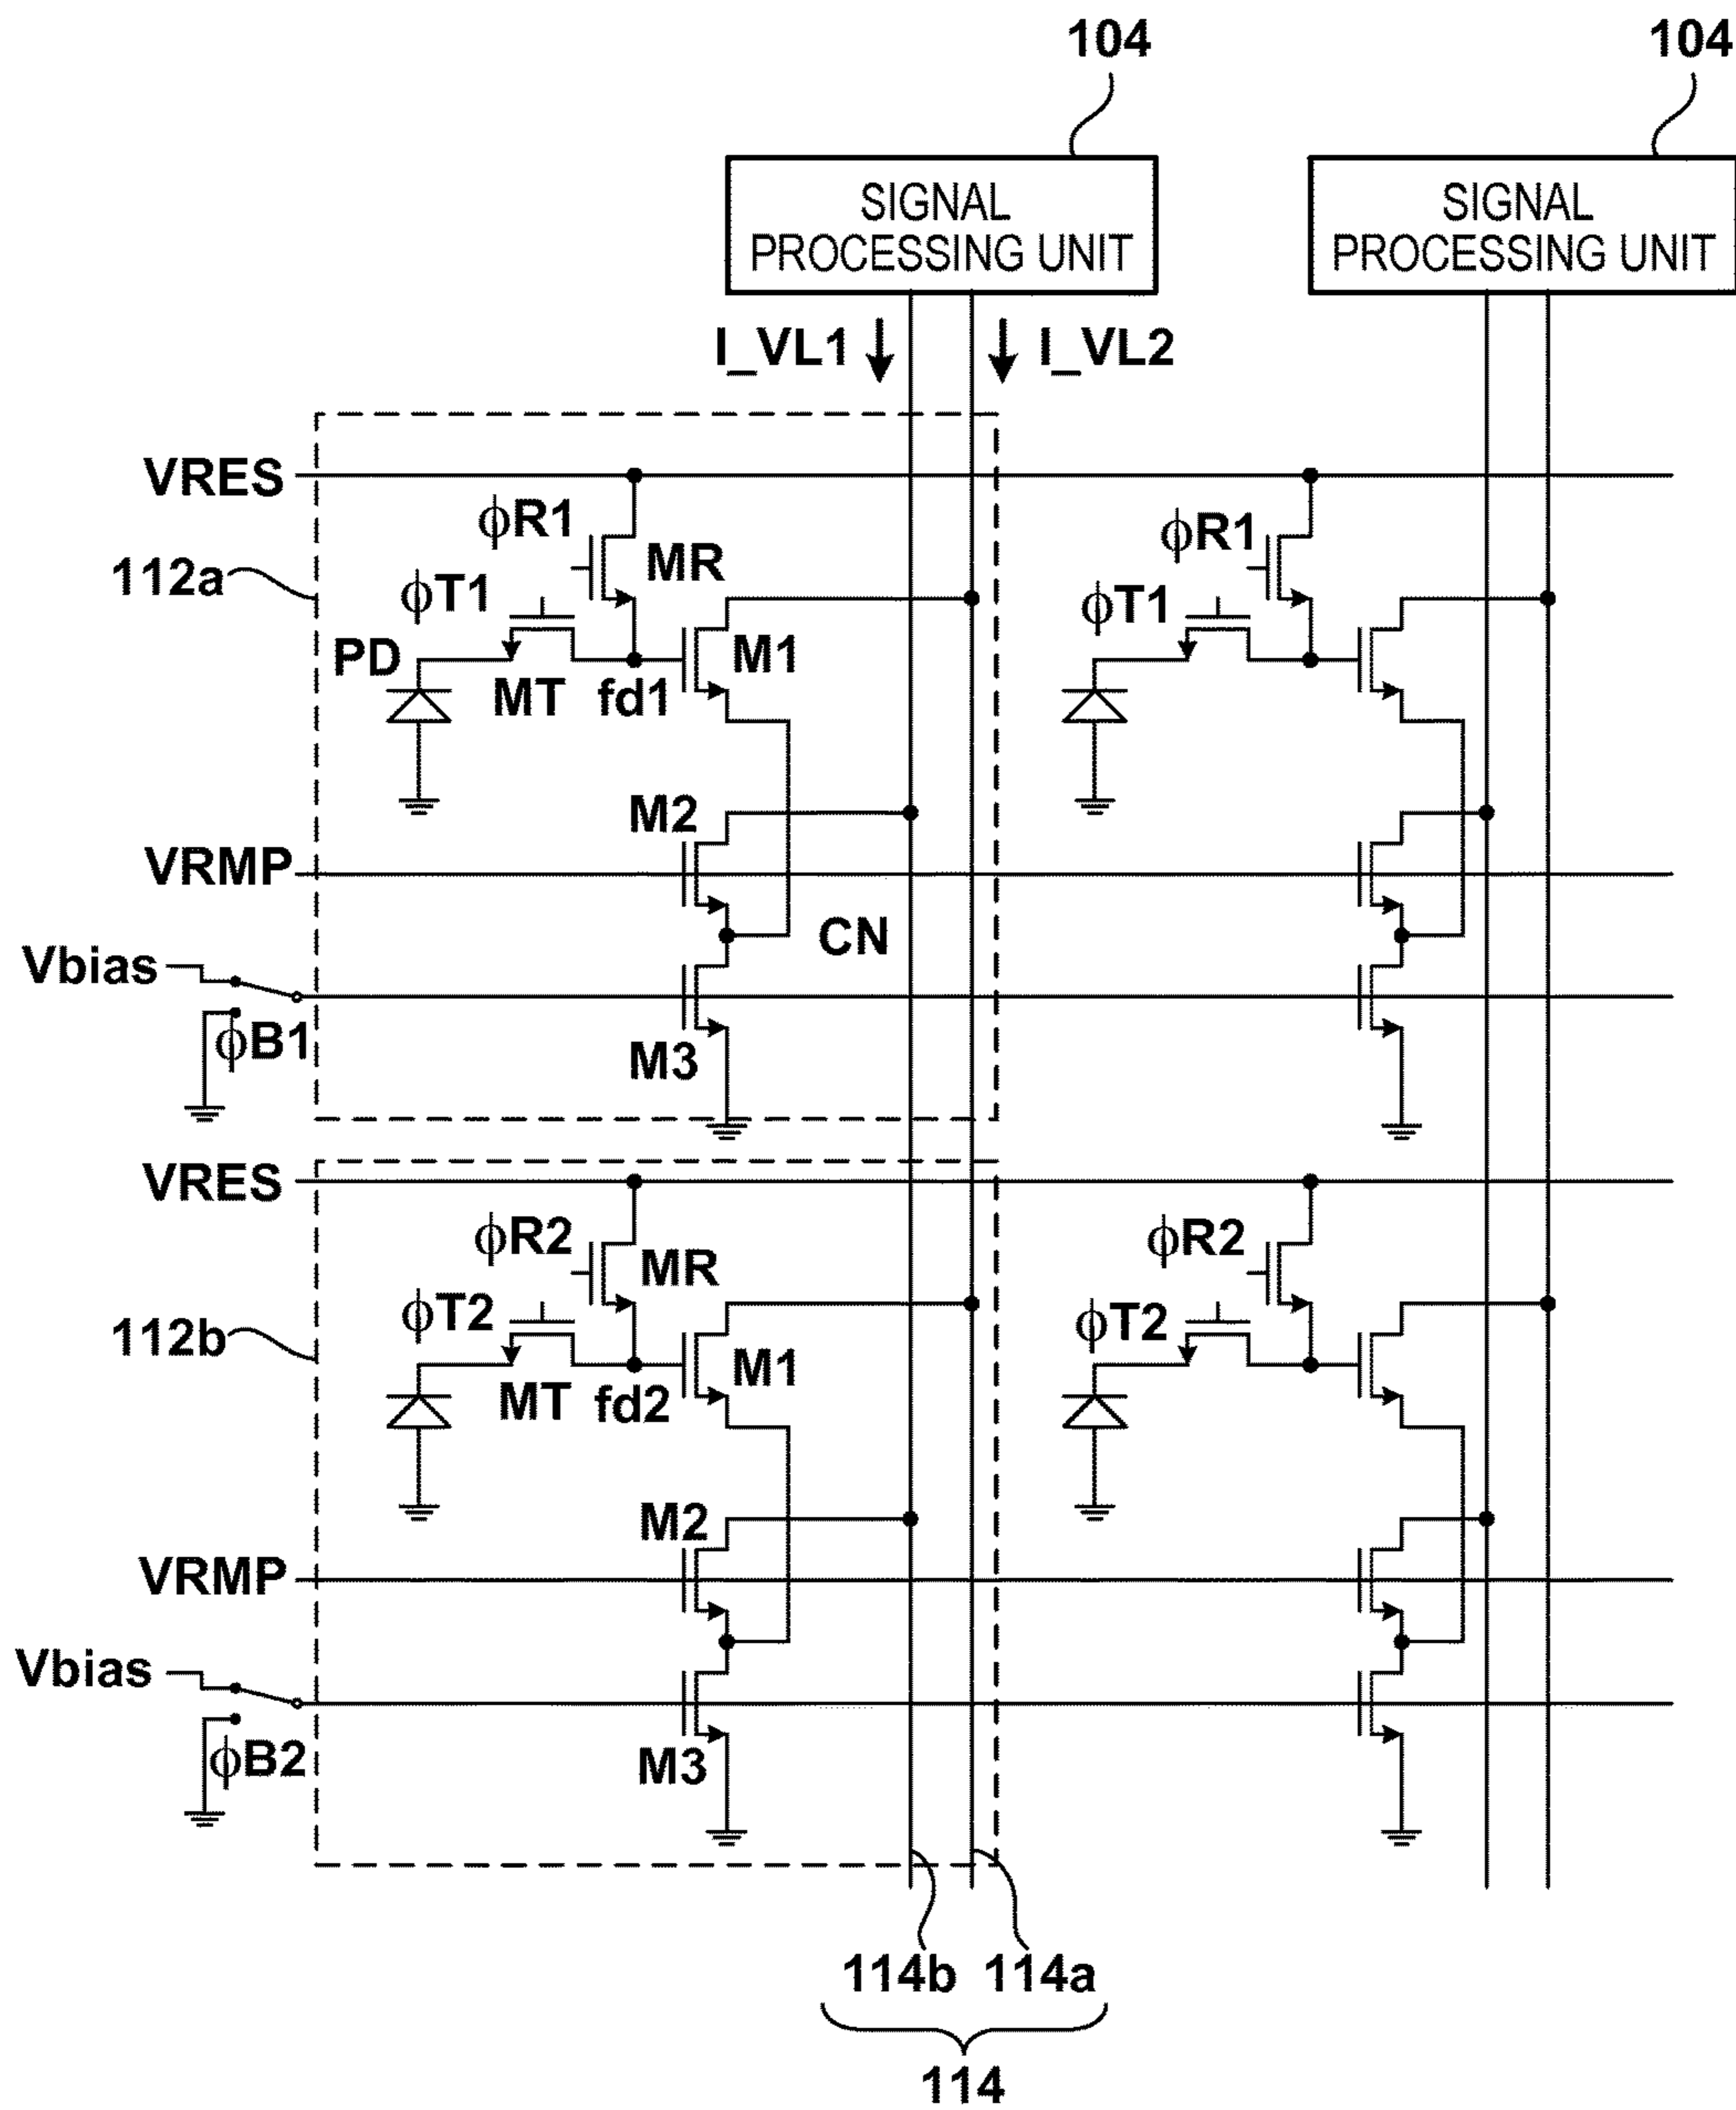 104 104
SIGNAL PROCESSING UNIT SIGNAL PROCESSING UNIT
I_VL1 I_VL2
VRES
ϕR1 ϕR1
MR
112a
ϕT1 ϕT1
PD M1
MT fd1
M2
VRMP
CN
Vbias
ϕB1
M3
VRES
ϕR2 ϕR2
MR
ϕT2 ϕT2
112b
M1
MT fd2
M2
VRMP
Vbias
ϕB2
M3
114b 114a
114